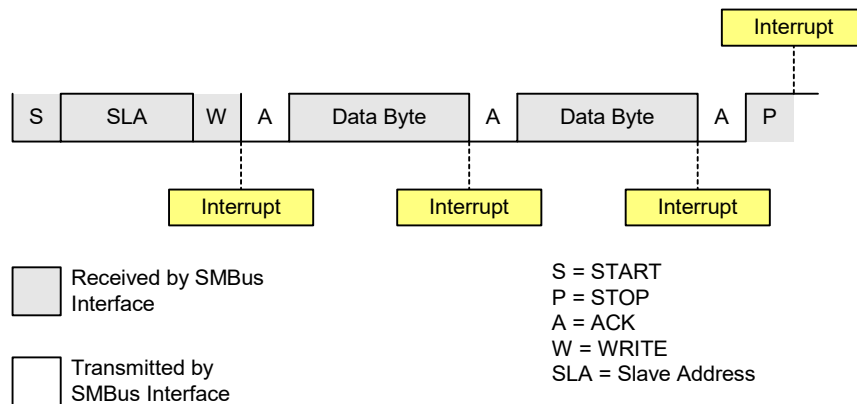 Interrupt
S SLA W A Data Byte A Data Byte A P
Interrupt Interrupt Interrupt
Received by SMBus
Interface
Transmitted by
SMBus Interface
S = START
P = STOP
A = ACK
W = WRITE
SLA = Slave Address